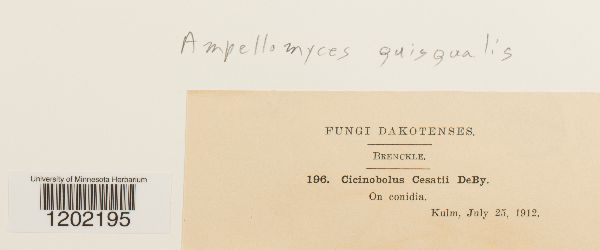 Ampellomyces quisqualis
FUNGI DAKOTENSES.
BRENCKLE.
196. Cicinobolus Cesatii DeBy.
On conidia.
Kulm, July 25, 1912.
University of Minnesota Herbarium
1202195